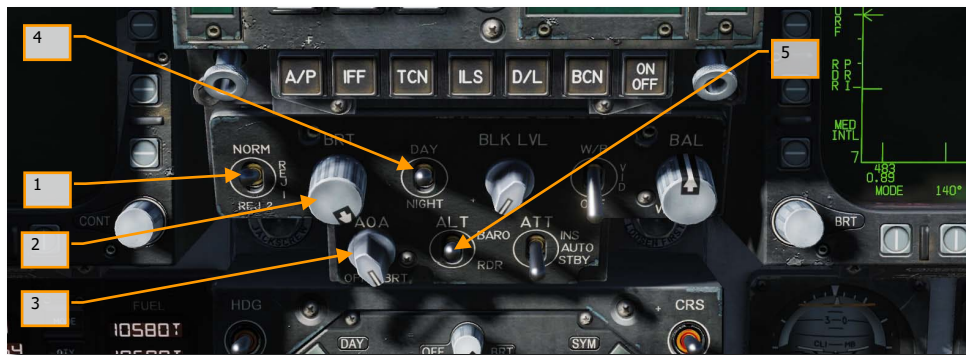 4
5
1
2
3
A/P
IFF
TCN
ILS
D/L
BCN
ON
OFF
NORM
REJ 1
REJ 2
BRT
DAY
NIGHT
BLK LVL
BAL
AOA
OFF
BRT
ALT
BARO
RDR
ATT
INS
AUTO
STBY
CONT
BRT
R P
D R
R I
MED
INTL
7
483
0.89
MODE
140°
HDG
FUEL
10580T
DAY
OFF
BRT
SYM
CRS